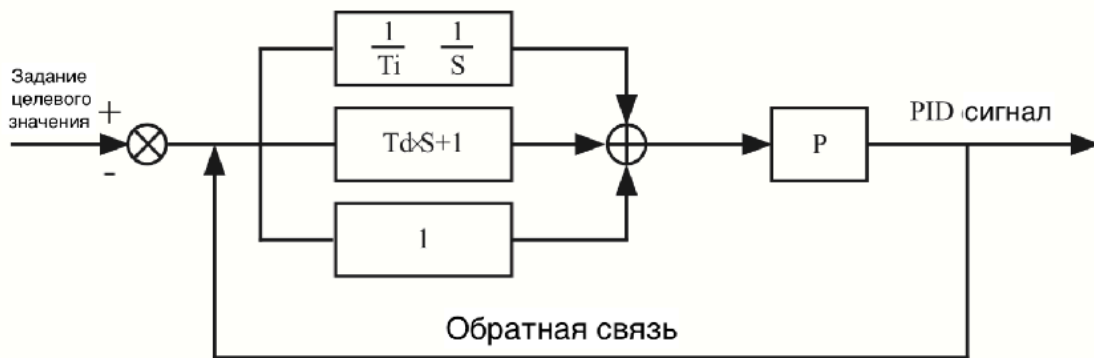 Задание
целевого
значения
+
-
1
Ti
1
S
Td×S+1
1
P
PID сигнал
Обратная связь